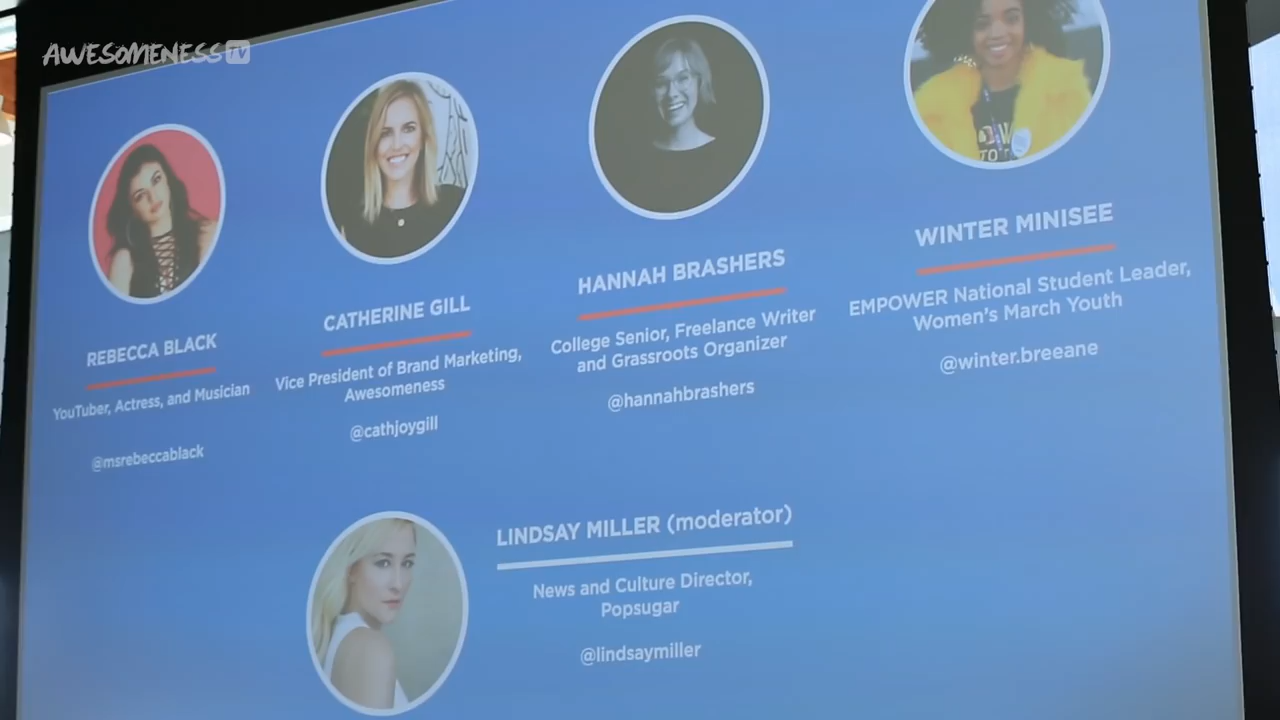 AWESOMENESS TV
REBECCA BLACK
YouTuber, Actress, and Musician
@msrebeccablack
CATHERINE GILL
Vice President of Brand Marketing,
Awesomeness
@cathjoygill
HANNAH BRASHERS
College Senior, Freelance Writer
and Grassroots Organizer
@hannahbrashers
WINTER MINISEE
EMPOWER National Student Leader,
Women's March Youth
@winter.breeane
LINDSAY MILLER (moderator)
News and Culture Director,
Popsugar
@lindsaymiller